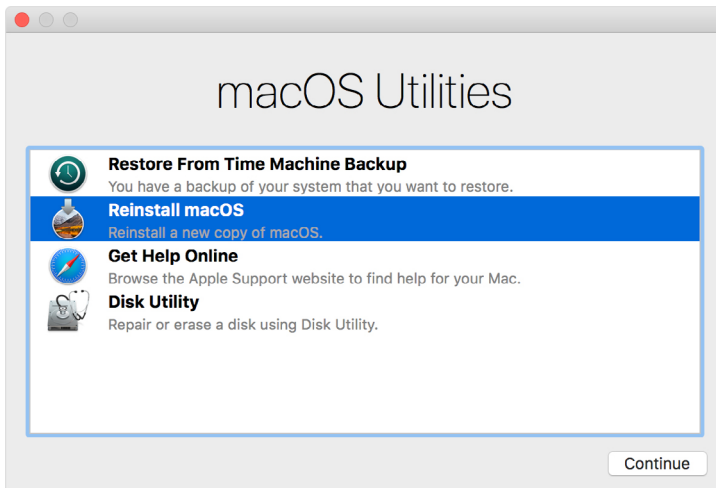 macOS Utilities
Restore From Time Machine Backup
You have a backup of your system that you want to restore.
Reinstall macOS
Reinstall a new copy of macOS.
Get Help Online
Browse the Apple Support website to find help for your Mac.
Disk Utility
Repair or erase a disk using Disk Utility.
Continue